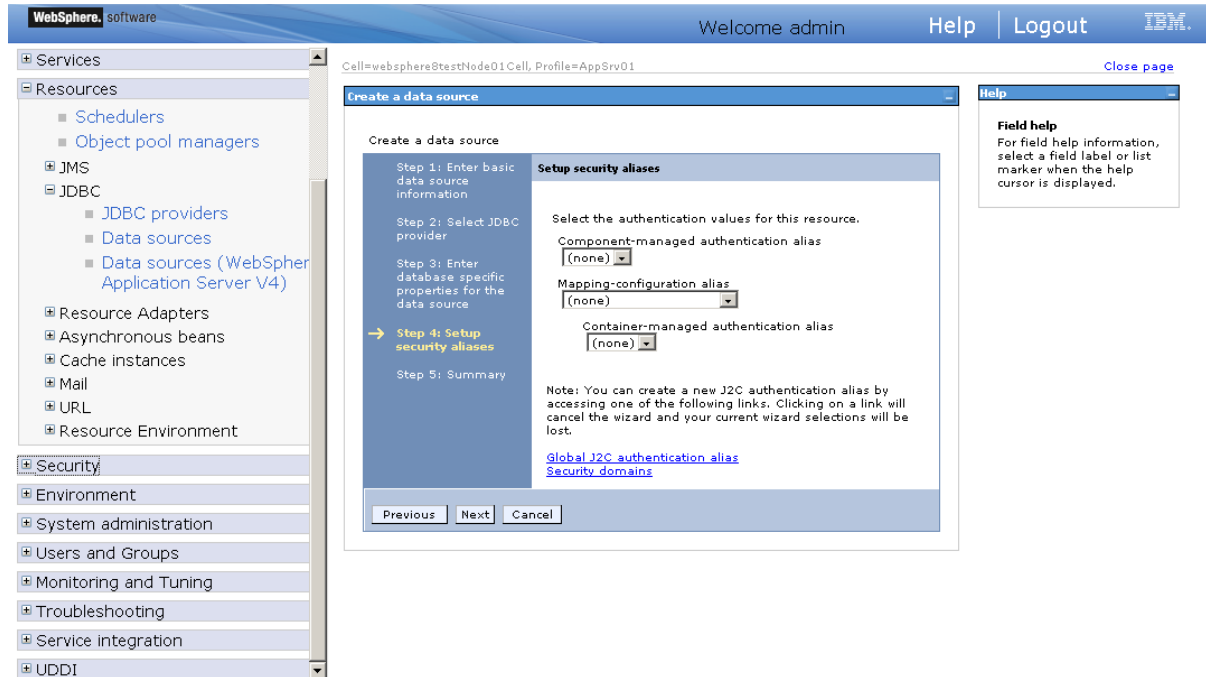 WebSphere. software
Welcome admin
Help
Logout
IBM.
Services
Resources
Schedulers
Object pool managers
JMS
JDBC
JDBC providers
Data sources
Data sources (WebSpher
Application Server V4)
Resource Adapters
Asynchronous beans
Cache instances
Mail
URL
Resource Environment
Security
Environment
System administration
Users and Groups
Monitoring and Tuning
Troubleshooting
Service integration
UDDI
Cell=websphere8testNode01Cell, Profile=AppSrv01
Close page
Create a data source
Create a data source
Step 1: Enter basic
data source
information
Step 2: Select JDBC
provider
Step 3: Enter
database specific
properties for the
data source
Step 4: Setup
security aliases
Step 5: Summary
Setup security aliases
Select the authentication values for this resource.
Component-managed authentication alias
(none)
Mapping-configuration alias
(none)
Container-managed authentication alias
(none)
Note: You can create a new J2C authentication alias by
accessing one of the following links. Clicking on a link will
cancel the wizard and your current wizard selections will be
lost.
Global J2C authentication alias
Security domains
Previous
Next
Cancel
Help
Field help
For field help information,
select a field label or list
marker when the help
cursor is displayed.